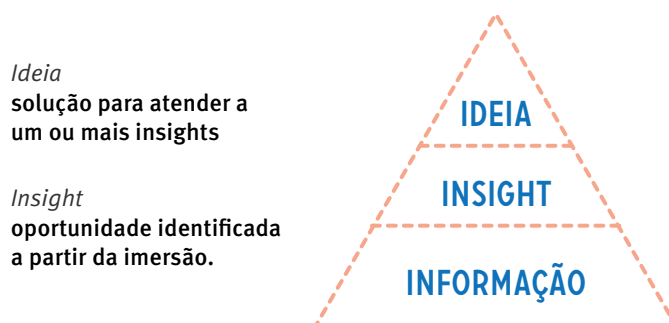 Ideia
solução para atender a
um ou mais insights
Insight
oportunidade identificada
a partir da imersão.
IDEIA
INSIGHT
INFORMAÇÃO